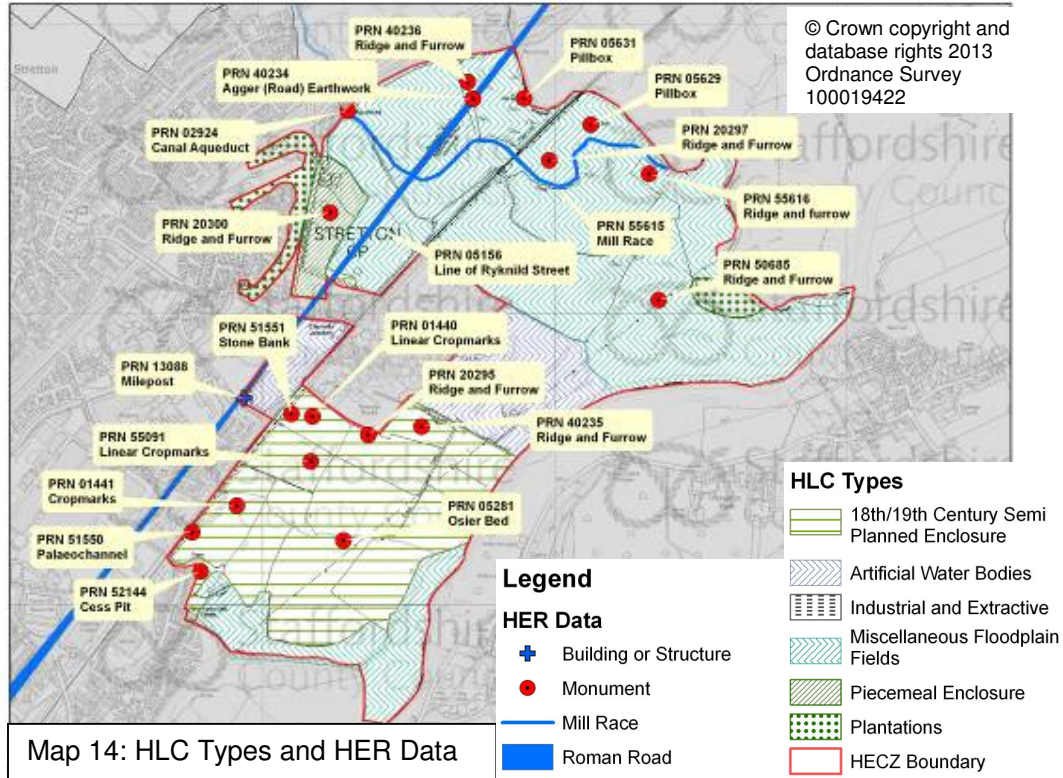 © Crown copyright and
database rights 2013
Ordnance Survey
100019422
PRN 40236
Ridge and Furrow
PRN 05631
Pillbox
PRN 40234
Agger (Road) Earthwork
PRN 05629
Pillbox
Stretton
PRN 02924
Canal Aqueduct
PRN 20297
Ridge and Furrow
PRN 55616
Ridge and furrow
PRN 20300
Ridge and Furrow
STRETTON
CP
PRN 55615
Mill Race
PRN 05156
Line of Ryknild Street
PRN 50685
Ridge and Furrow
PRN 51551
Stone Bank
PRN 01440
Linear Cropmarks
PRN 13088
Milepost
PRN 20295
Ridge and Furrow
PRN 40235
Ridge and Furrow
PRN 55091
Linear Cropmarks
PRN 01441
Cropmarks
PRN 05281
Osier Bed
PRN 51550
Palaeochannel
PRN 52144
Cess Pit
Staffordshire
County Council
HLC Types
18th/19th Century Semi
Planned Enclosure
Artificial Water Bodies
Industrial and Extractive
Miscellaneous Floodplain
Fields
Piecemeal Enclosure
Plantations
HECZ Boundary
Legend
HER Data
Building or Structure
Monument
Mill Race
Roman Road
Map 14: HLC Types and HER Data